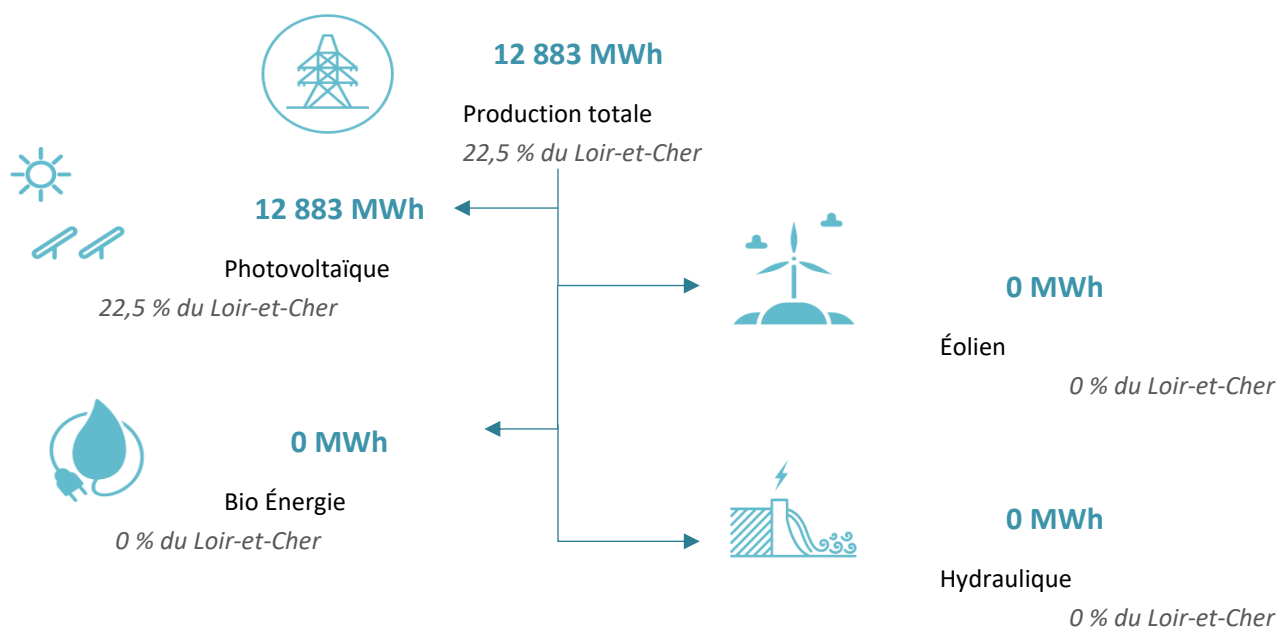 12 883 MWh
Production totale
22,5 % du Loir-et-Cher
12 883 MWh
Photovoltaïque
22,5 % du Loir-et-Cher
0 MWh
Éolien
0 % du Loir-et-Cher
0 MWh
Bio Énergie
0 % du Loir-et-Cher
0 MWh
Hydraulique
0 % du Loir-et-Cher